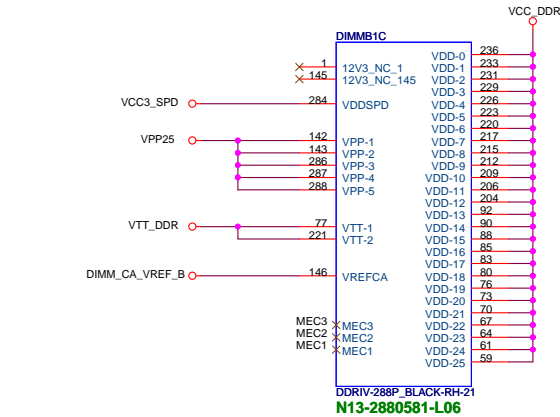 VCC_DDR
DIMMB1C
1 12V3_NC_1
145 12V3_NC_145
VCC3_SPD 284 VDDSPD
VPP25 142 VPP-1
143 VPP-2
286 VPP-3
287 VPP-4
288 VPP-5
VTT_DDR 77 VTT-1
221 VTT-2
DIMM_CA_VREF_B 146 VREFCA
MEC3 MEC3
MEC2 MEC2
MEC1 MEC1
VDD-0 236
VDD-1 233
VDD-2 231
VDD-3 229
VDD-4 226
VDD-5 223
VDD-6 220
VDD-7 217
VDD-8 215
VDD-9 212
VDD-10 209
VDD-11 206
VDD-12 204
VDD-13 92
VDD-14 90
VDD-15 88
VDD-16 85
VDD-17 83
VDD-18 80
VDD-19 76
VDD-20 73
VDD-21 70
VDD-22 67
VDD-23 64
VDD-24 61
VDD-25 59
DDRIV-288P_BLACK-RH-21
N13-2880581-L06